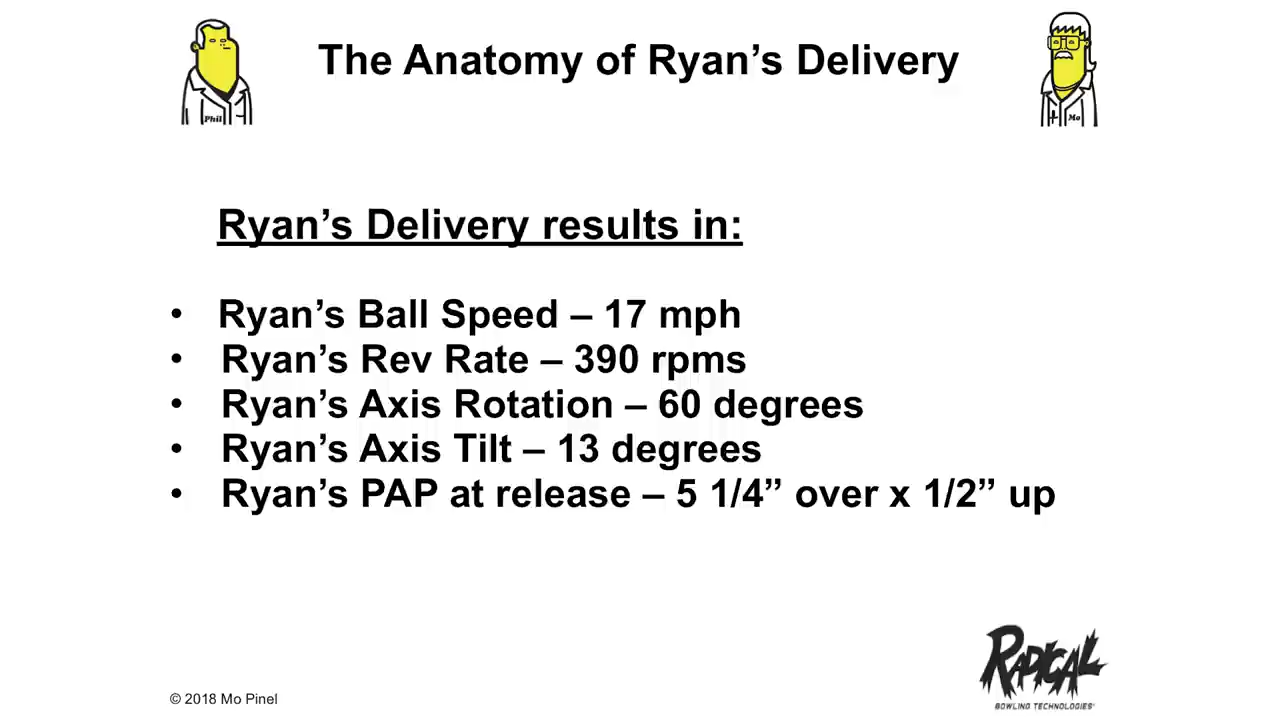 The Anatomy of Ryan’s Delivery
Phil
Mo
Ryan’s Delivery results in:
• Ryan’s Ball Speed – 17 mph
• Ryan’s Rev Rate – 390 rpms
• Ryan’s Axis Rotation – 60 degrees
• Ryan’s Axis Tilt – 13 degrees
• Ryan’s PAP at release – 5 1/4” over x 1/2” up
RADICAL
BOWLING TECHNOLOGIES
© 2018 Mo Pinel